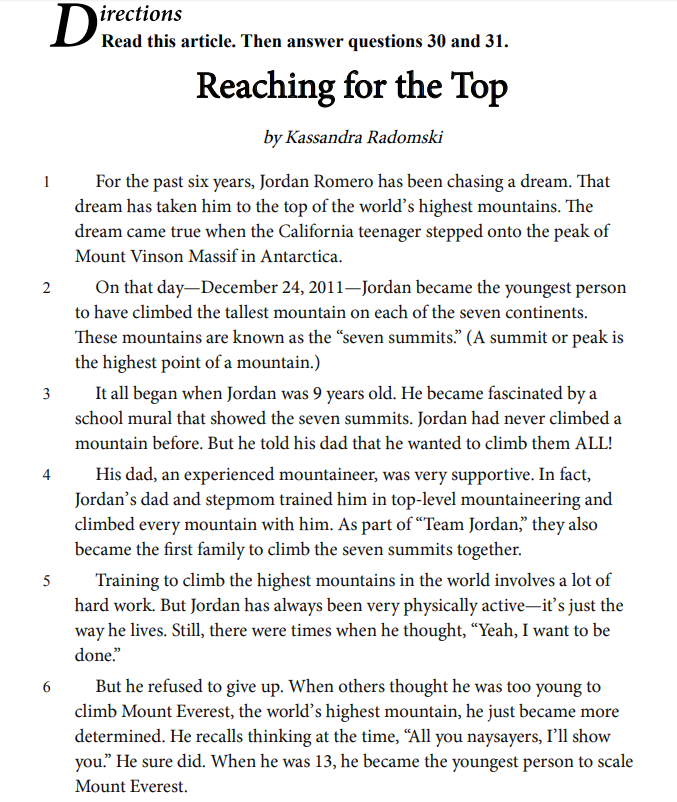 Directions
Read this article. Then answer questions 30 and 31.
Reaching for the Top
by Kassandra Radomski
1 For the past six years, Jordan Romero has been chasing a dream. That
dream has taken him to the top of the world’s highest mountains. The
dream came true when the California teenager stepped onto the peak of
Mount Vinson Massif in Antarctica.
2 On that day—December 24, 2011—Jordan became the youngest person
to have climbed the tallest mountain on each of the seven continents.
These mountains are known as the “seven summits.” (A summit or peak is
the highest point of a mountain.)
3 It all began when Jordan was 9 years old. He became fascinated by a
school mural that showed the seven summits. Jordan had never climbed a
mountain before. But he told his dad that he wanted to climb them ALL!
4 His dad, an experienced mountaineer, was very supportive. In fact,
Jordan’s dad and stepmom trained him in top-level mountaineering and
climbed every mountain with him. As part of “Team Jordan,” they also
became the first family to climb the seven summits together.
5 Training to climb the highest mountains in the world involves a lot of
hard work. But Jordan has always been very physically active—it’s just the
way he lives. Still, there were times when he thought, “Yeah, I want to be
done.”
6 But he refused to give up. When others thought he was too young to
climb Mount Everest, the world’s highest mountain, he just became more
determined. He recalls thinking at the time, “All you naysayers, I’ll show
you.” He sure did. When he was 13, he became the youngest person to scale
Mount Everest.